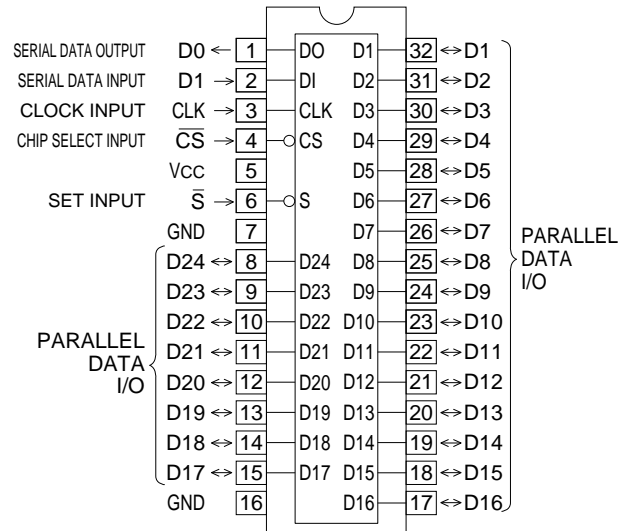 SERIAL DATA OUTPUT D0 ← 1 DO D1 32 ↔ D1
SERIAL DATA INPUT D1 → 2 DI D2 31 ↔ D2
CLOCK INPUT CLK → 3 CLK D3 30 ↔ D3
CHIP SELECT INPUT C̅S̅ → 4 CS D4 29 ↔ D4
VCC 5 D5 28 ↔ D5
SET INPUT S̅ → 6 S D6 27 ↔ D6
GND 7 D7 26 ↔ D7
D24 ↔ 8 D24 D8 25 ↔ D8
D23 ↔ 9 D23 D9 24 ↔ D9
D22 ↔ 10 D22 D10 23 ↔ D10
D21 ↔ 11 D21 D11 22 ↔ D11
D20 ↔ 12 D20 D12 21 ↔ D12
D19 ↔ 13 D19 D13 20 ↔ D13
D18 ↔ 14 D18 D14 19 ↔ D14
D17 ↔ 15 D17 D15 18 ↔ D15
GND 16 D16 17 ↔ D16
PARALLEL
DATA
I/O
PARALLEL
DATA
I/O